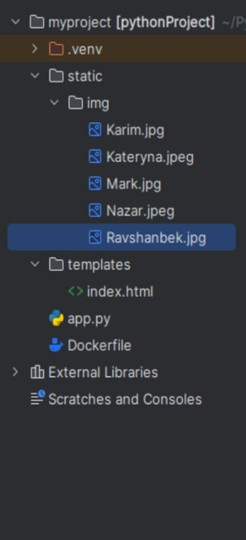 myproject [pythonProject] ~/P
.venv
static
img
Karim.jpg
Kateryna.jpeg
Mark.jpg
Nazar.jpeg
Ravshanbek.jpg
templates
<> index.html
app.py
Dockerfile
External Libraries
Scratches and Consoles